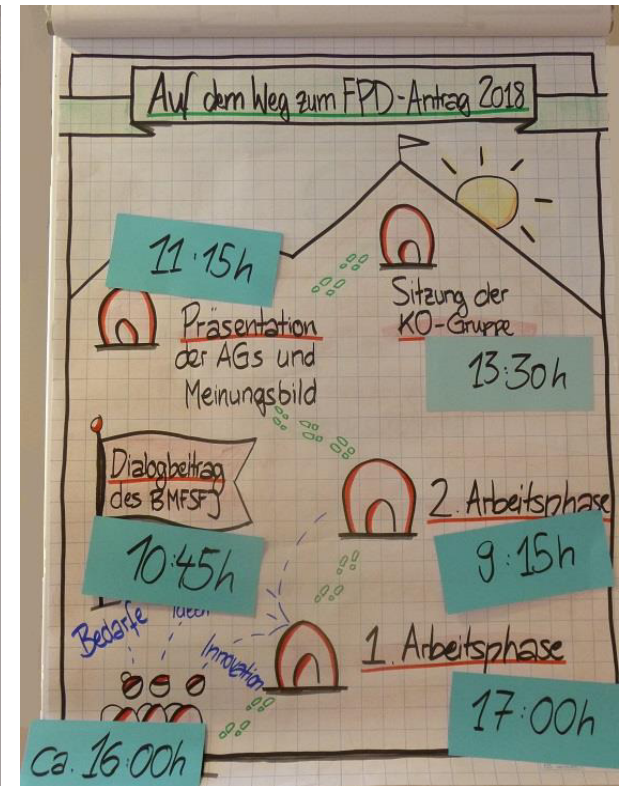 Auf dem Weg zum FPD-Antrag 2018
11:15h
Präsentation
der AGs und
Meinungsbild
Sitzung der
KO-Gruppe
13:30h
Dialogbeitrag
des BMFSFJ
10:45h
2. Arbeitsphase
9:15h
Bedarfe
Innovation
1. Arbeitsphase
17:00h
ca. 16:00h